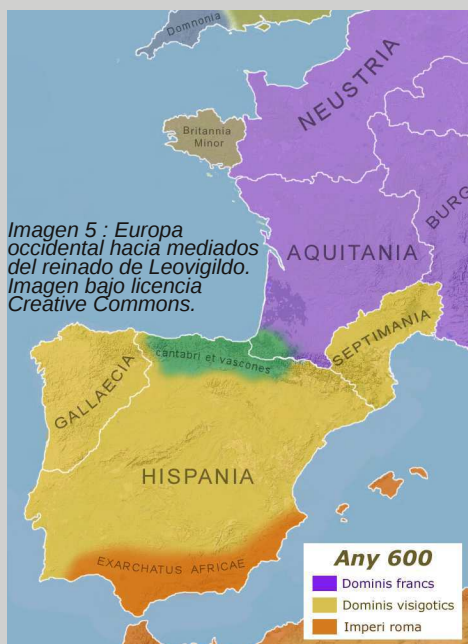 Domnonia
NEUSTRIA
Britannia
Minor
BURG
Imagen 5 : Europa
occidental hacia mediados
del reinado de Leovigildo.
Imagen bajo licencia
Creative Commons.
AQUITANIA
SEPTIMANIA
cantabri et vascones
GALLAECIA
HISPANIA
EXARCHATUS AFRICAE
Any 600
Dominis francs
Dominis visigotics
Imperi roma